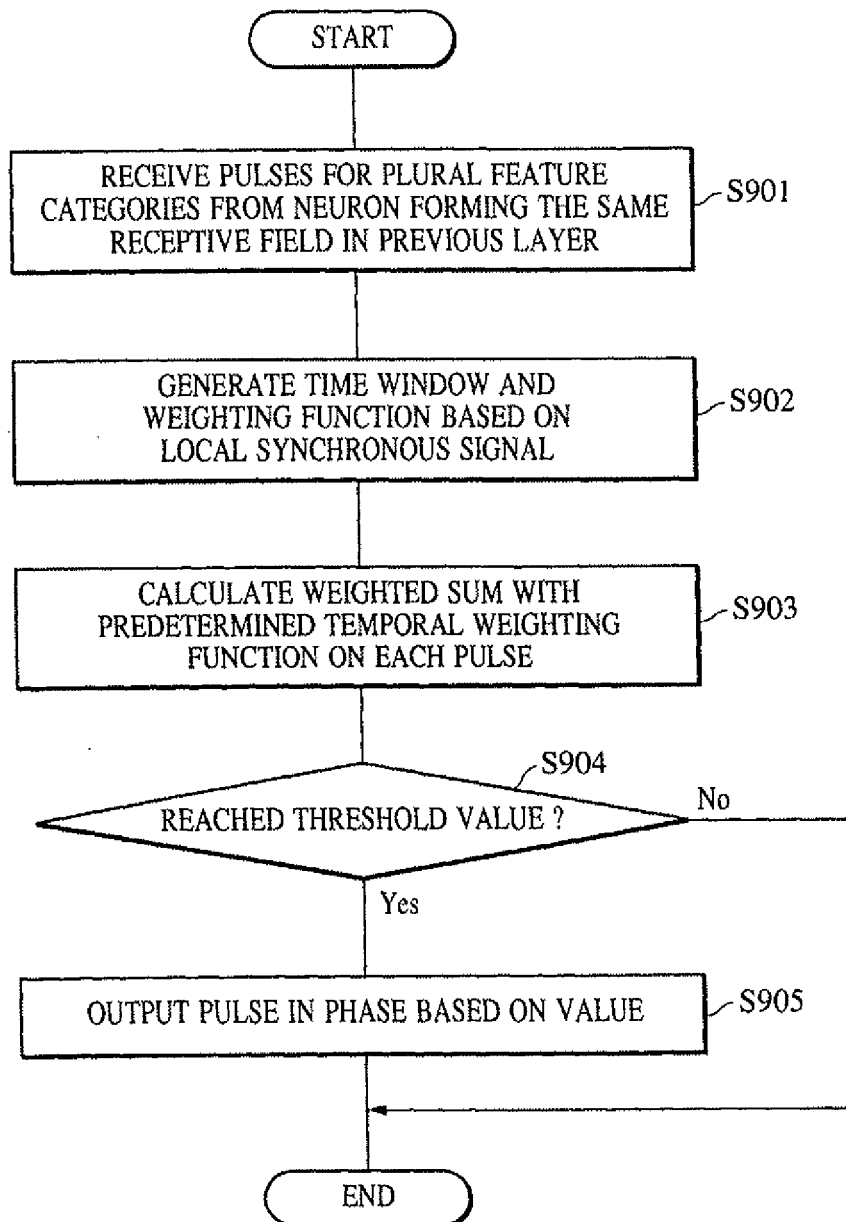 START
RECEIVE PULSES FOR PLURAL FEATURE
CATEGORIES FROM NEURON FORMING THE SAME
RECEPTIVE FIELD IN PREVIOUS LAYER
S901
GENERATE TIME WINDOW AND
WEIGHTING FUNCTION BASED ON
LOCAL SYNCHRONOUS SIGNAL
S902
CALCULATE WEIGHTED SUM WITH
PREDETERMINED TEMPORAL WEIGHTING
FUNCTION ON EACH PULSE
S903
S904
REACHED THRESHOLD VALUE ?
No
Yes
OUTPUT PULSE IN PHASE BASED ON VALUE
S905
END